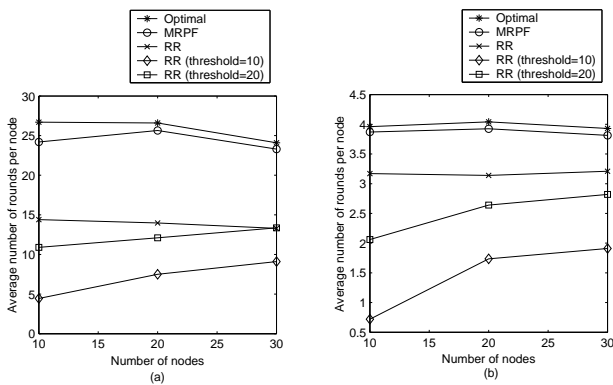 Optimal
MRPF
RR
RR (threshold=10)
RR (threshold=20)
30
25
20
15
10
5
0
Average number of rounds per node
10 15 20 25 30
Number of nodes
(a)
Optimal
MRPF
RR
RR (threshold=10)
RR (threshold=20)
4.5
4
3.5
3
2.5
2
1.5
1
0.5
Average number of rounds per node
10 15 20 25 30
Number of nodes
(b)